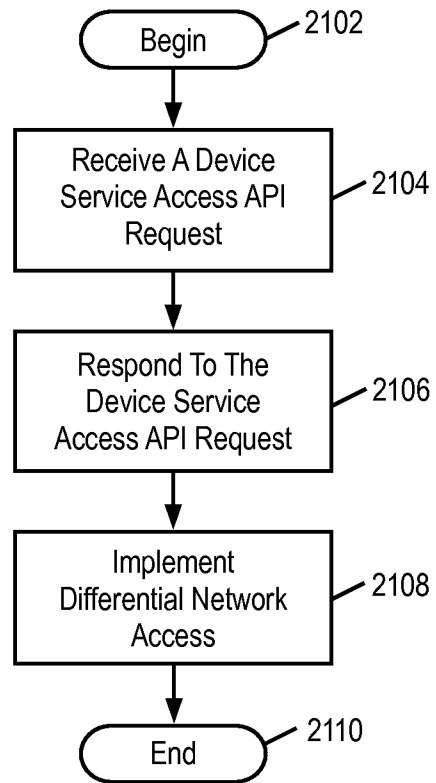 Begin
2102
Receive A Device
Service Access API
Request
2104
Respond To The
Device Service
Access API Request
2106
Implement
Differential Network
Access
2108
End
2110